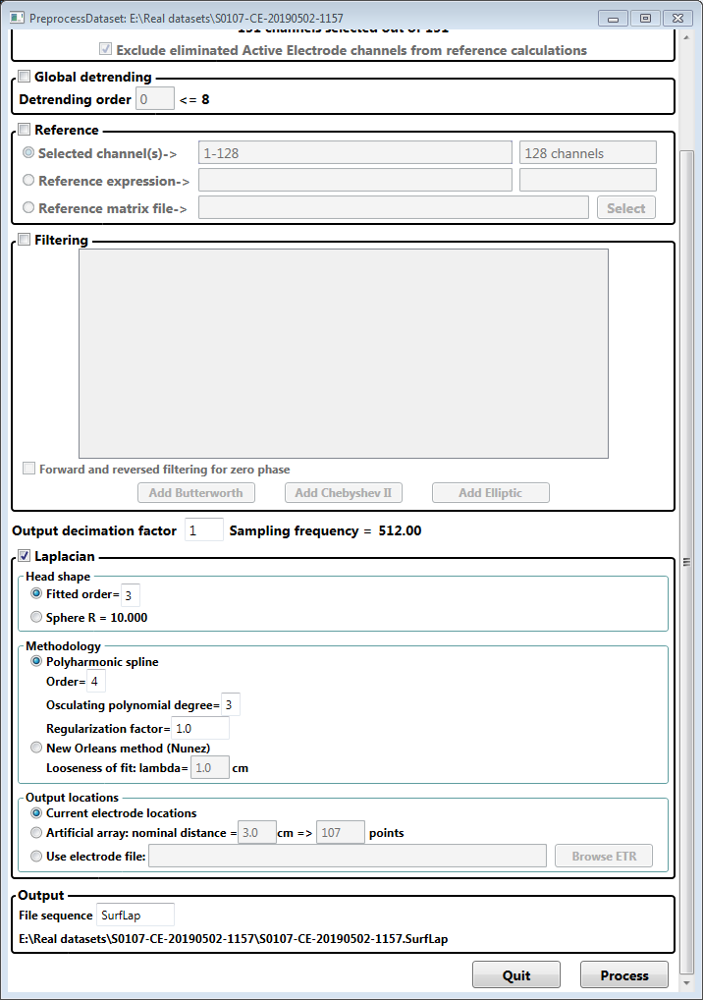 PreprocessDataset: E:\Real datasets\S0107-CE-20190502-1157
131 channels selected out of 131
Exclude eliminated Active Electrode channels from reference calculations
Global detrending
Detrending order 0 <= 8
Reference
Selected channel(s)-> 1-128 128 channels
Reference expression->
Reference matrix file-> Select
Filtering
Forward and reversed filtering for zero phase
Add Butterworth Add Chebyshev II Add Elliptic
Output decimation factor 1 Sampling frequency = 512.00
Laplacian
Head shape
Fitted order= 3
Sphere R = 10.000
Methodology
Polyharmonic spline
Order= 4
Osculating polynomial degree= 3
Regularization factor= 1.0
New Orleans method (Nunez)
Looseness of fit: lambda= 1.0 cm
Output locations
Current electrode locations
Artificial array: nominal distance = 3.0 cm => 107 points
Use electrode file: Browse ETR
Output
File sequence SurfLap
E:\Real datasets\S0107-CE-20190502-1157\S0107-CE-20190502-1157.SurfLap
Quit Process